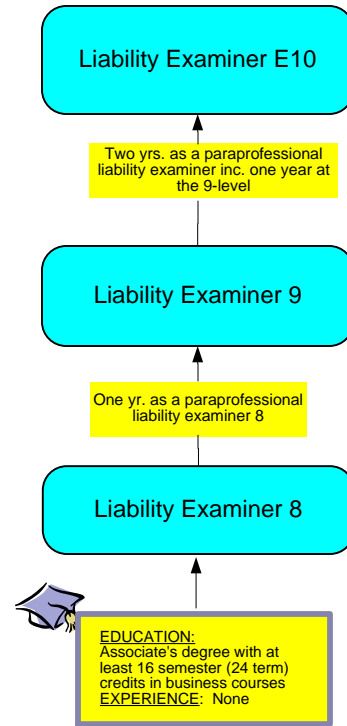 Liability Examiner E10
Two yrs. as a paraprofessional
liability examiner inc. one year at
the 9-level
Liability Examiner 9
One yr. as a paraprofessional
liability examiner 8
Liability Examiner 8
EDUCATION:
Associate's degree with at
least 16 semester (24 term)
credits in business courses
EXPERIENCE: None